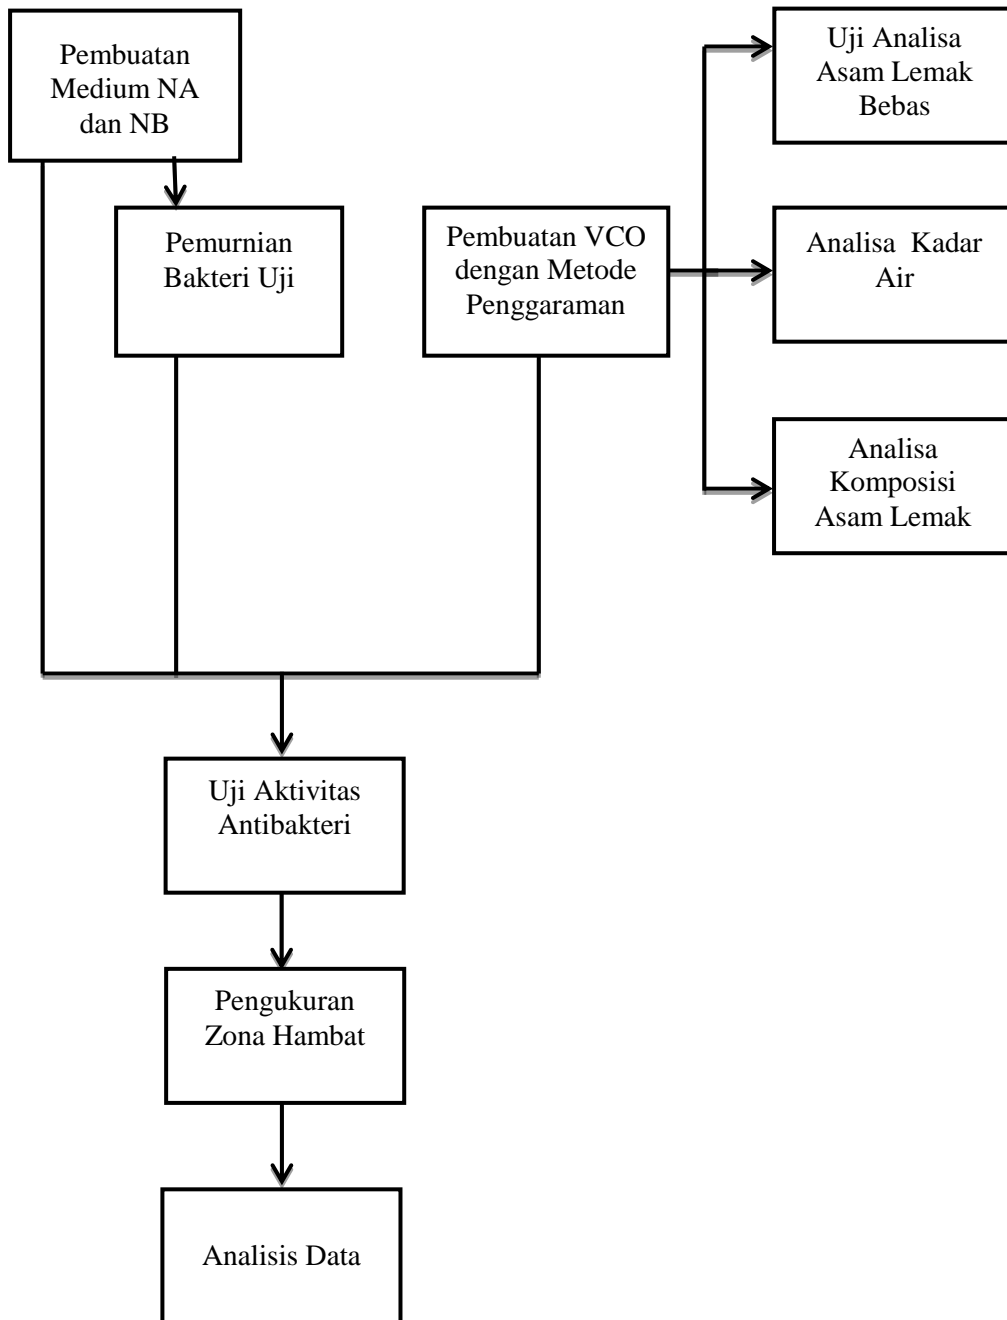 Pembuatan
Medium NA
dan NB
Pemurnian
Bakteri Uji
Pembuatan VCO
dengan Metode
Penggaraman
Uji Analisa
Asam Lemak
Bebas
Analisa Kadar
Air
Analisa
Komposisi
Asam Lemak
Uji Aktivitas
Antibakteri
Pengukuran
Zona Hambat
Analisis Data